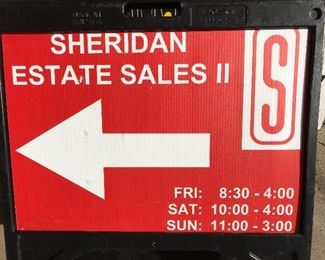 SHERIDAN
ESTATE SALES II
S
FRI: 8:30 - 4:00
SAT: 10:00 - 4:00
SUN: 11:00 - 3:00